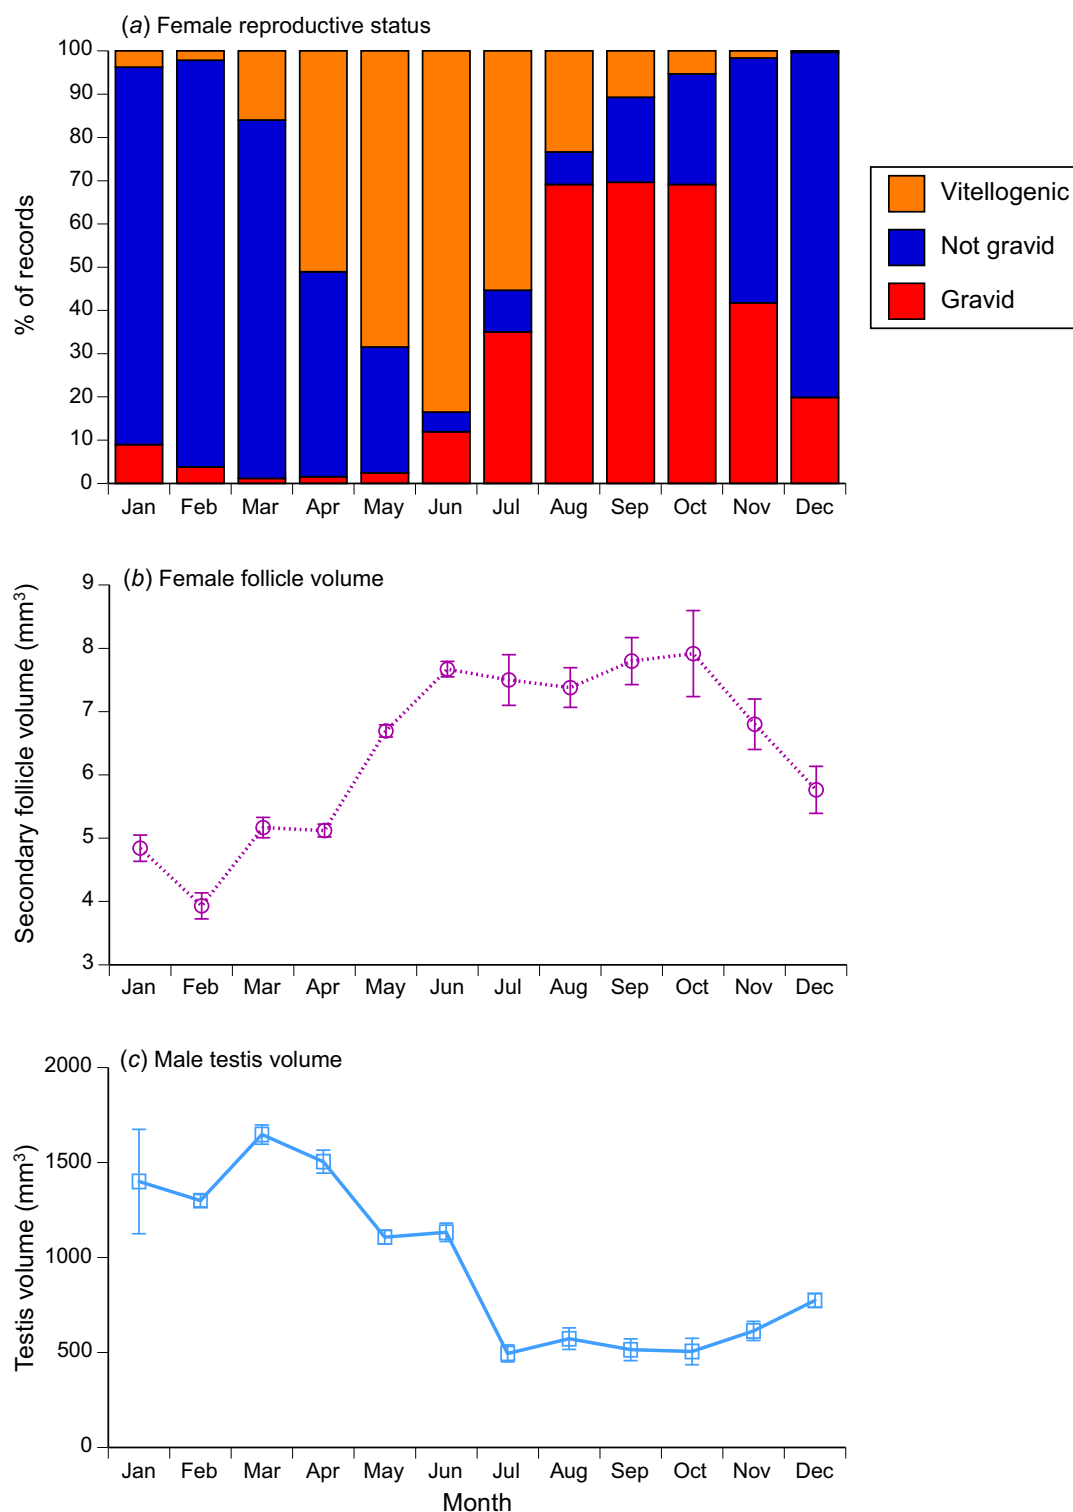 (a) Female reproductive status
% of records
100
90
80
70
60
50
40
30
20
10
0
Jan Feb Mar Apr May Jun Jul Aug Sep Oct Nov Dec
Vitellogenic
Not gravid
Gravid
(b) Female follicle volume
Secondary follicle volume (mm³)
9
8
7
6
5
4
3
Jan Feb Mar Apr May Jun Jul Aug Sep Oct Nov Dec
(c) Male testis volume
Testis volume (mm³)
2000
1500
1000
500
0
Jan Feb Mar Apr May Jun Jul Aug Sep Oct Nov Dec
Month